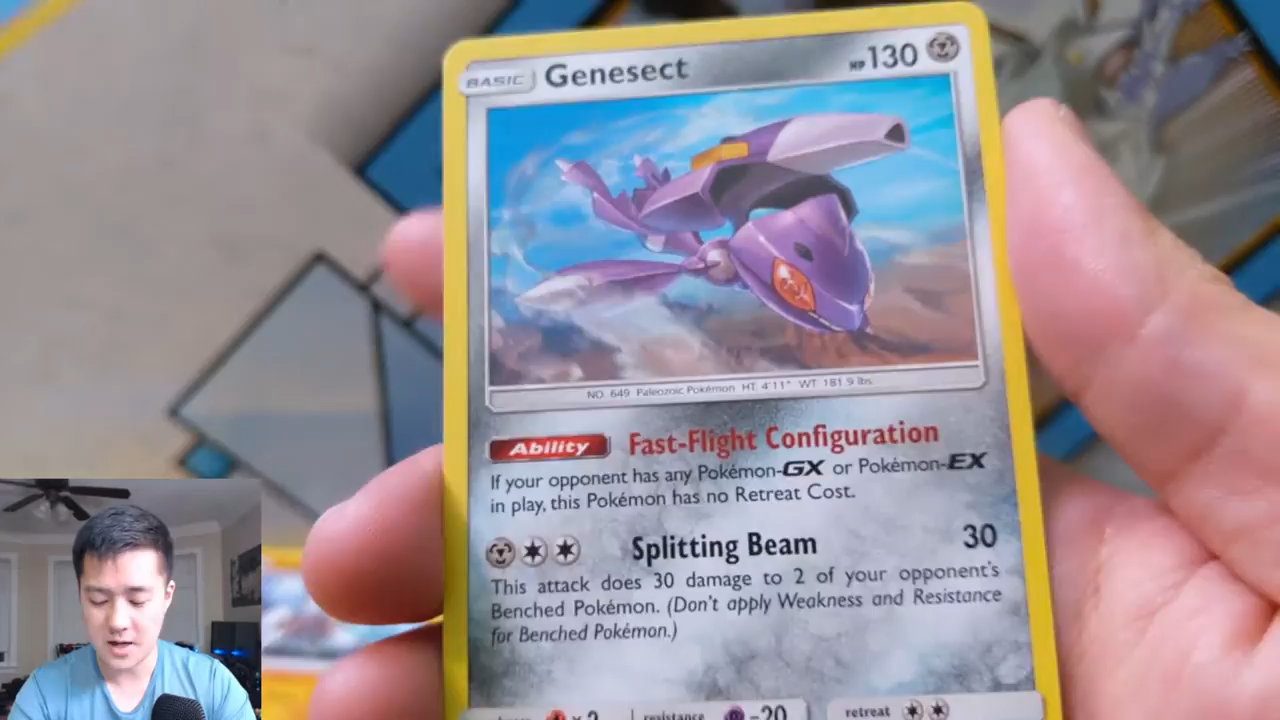 BASIC Genesect HP 130
NO. 649 Paleozoic Pokémon HT: 4'11" WT: 181.9 lbs.
Ability Fast-Flight Configuration
If your opponent has any Pokémon-GX or Pokémon-EX
in play, this Pokémon has no Retreat Cost.
Splitting Beam 30
This attack does 30 damage to 2 of your opponent's
Benched Pokémon. (Don't apply Weakness and Resistance
for Benched Pokémon.)
×2 resistance -20 retreat